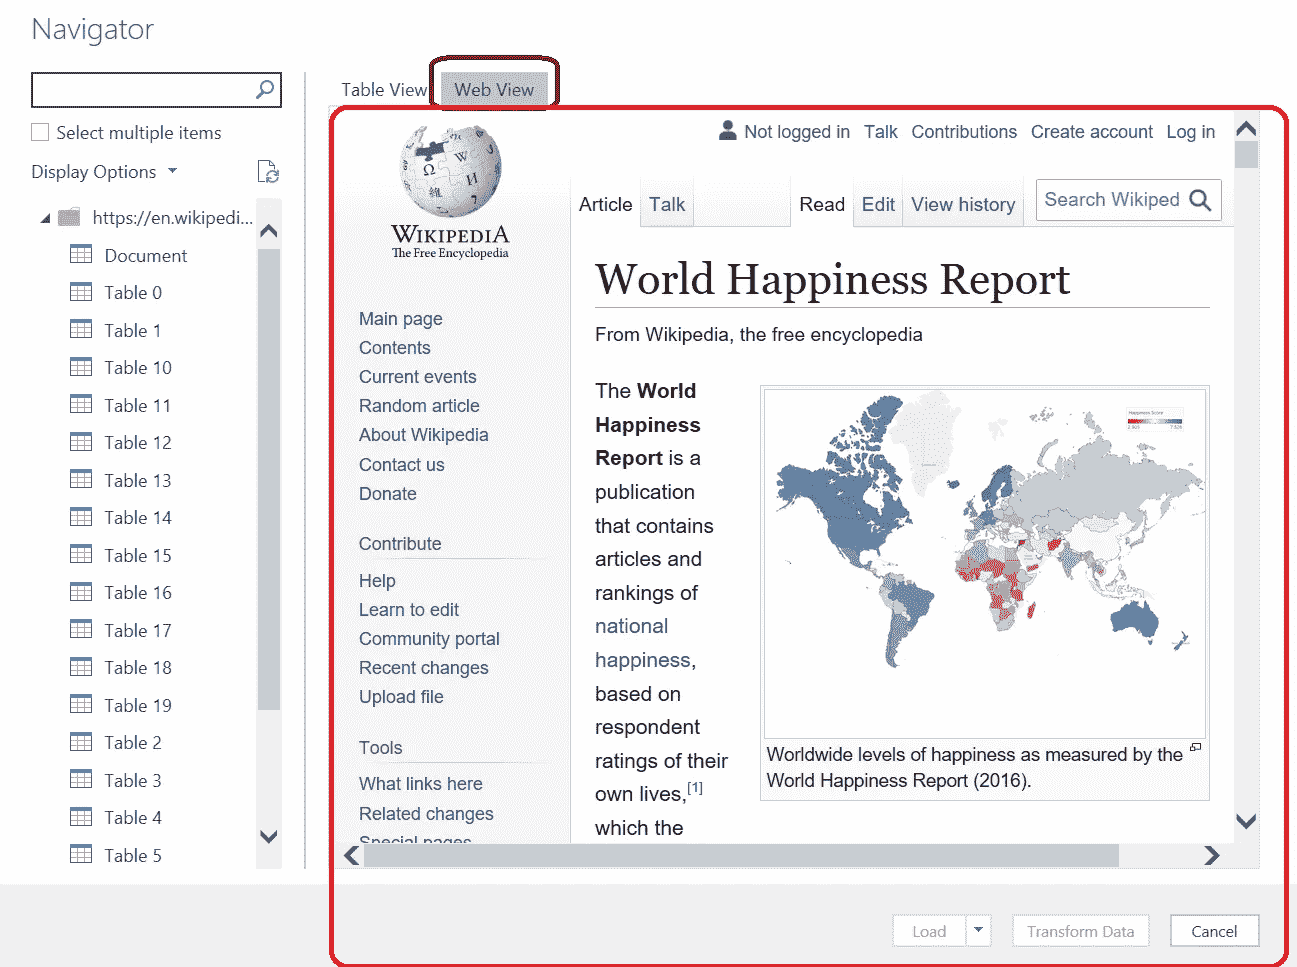 Navigator
Select multiple items
Display Options
https://en.wikipedi...
Document
Table 0
Table 1
Table 10
Table 11
Table 12
Table 13
Table 14
Table 15
Table 16
Table 17
Table 18
Table 19
Table 2
Table 3
Table 4
Table 5
Table View
Web View
WIKIPEDIA
The Free Encyclopedia
Main page
Contents
Current events
Random article
About Wikipedia
Contact us
Donate
Contribute
Help
Learn to edit
Community portal
Recent changes
Upload file
Tools
What links here
Related changes
Special pages
Not logged in Talk Contributions Create account Log in
Article Talk Read Edit View history Search Wikiped
World Happiness Report
From Wikipedia, the free encyclopedia
The World
Happiness
Report is a
publication
that contains
articles and
rankings of
national
happiness,
based on
respondent
ratings of their
own lives,[1]
which the
Happiness Score
Worldwide levels of happiness as measured by the
World Happiness Report (2016).
Load
Transform Data
Cancel